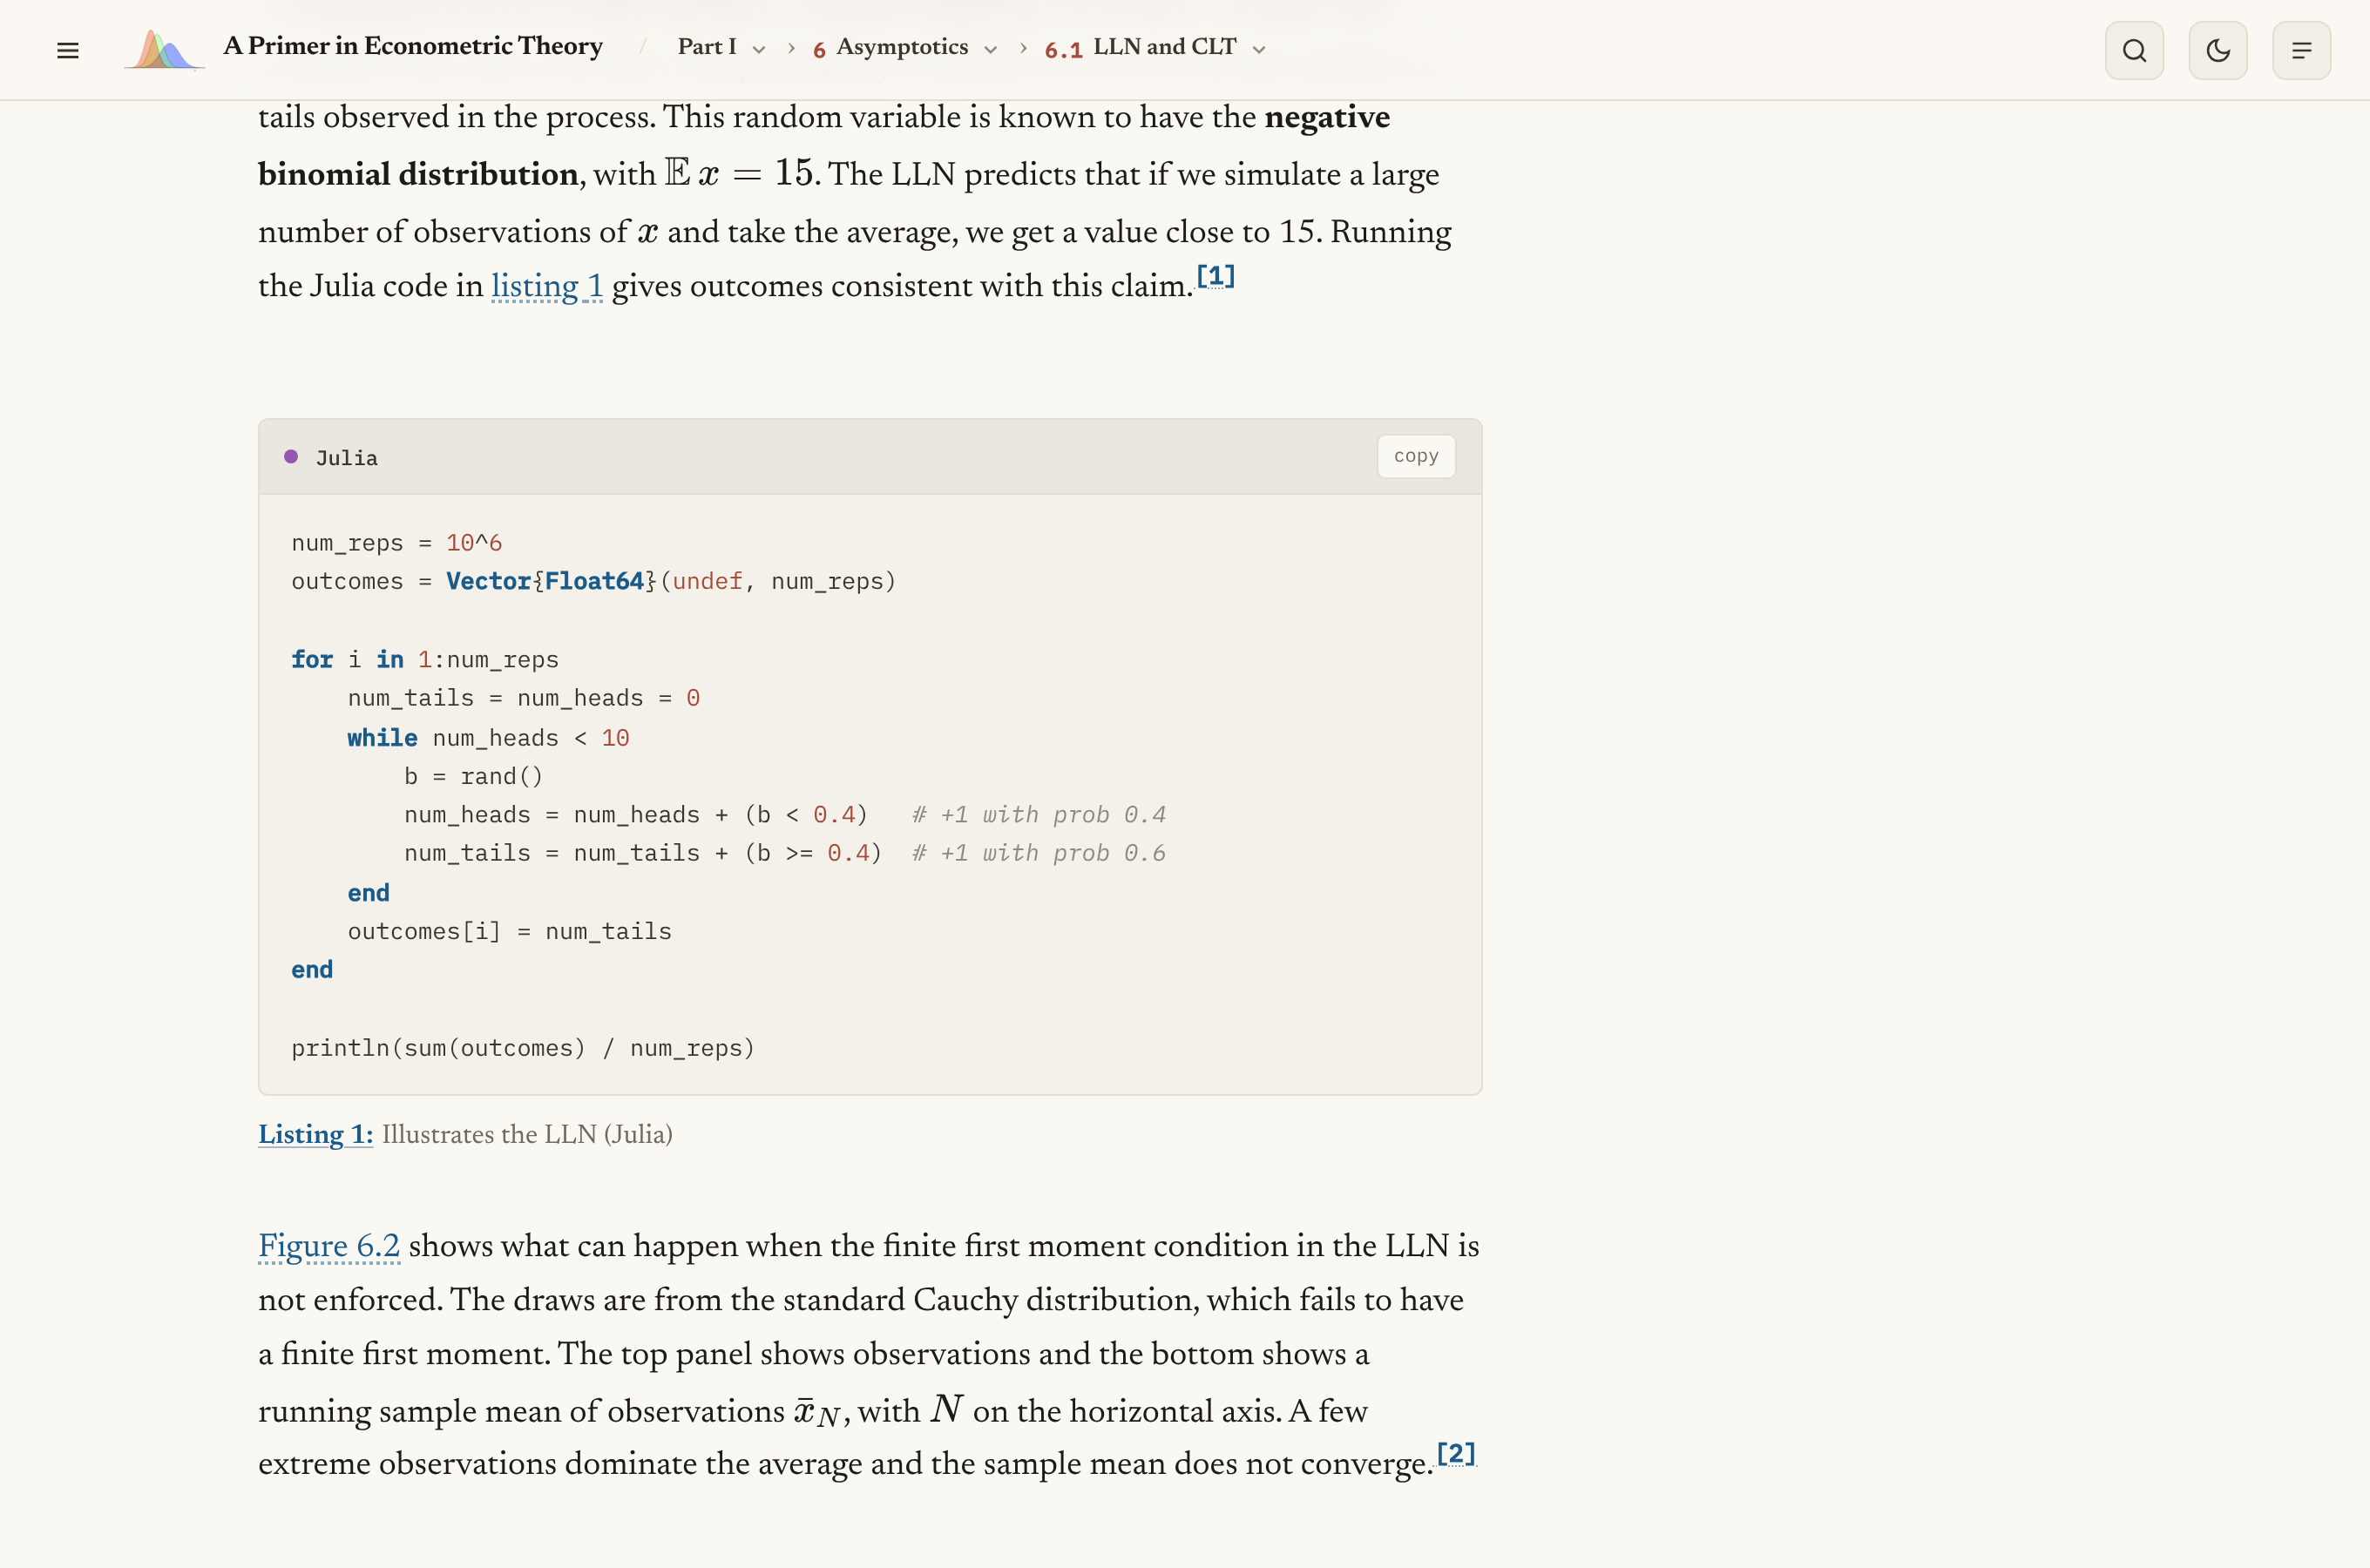 A Primer in Econometric Theory / Part I › 6 Asymptotics › 6.1 LLN and CLT
tails observed in the process. This random variable is known to have the negative
binomial distribution, with 𝔼 x = 15. The LLN predicts that if we simulate a large
number of observations of x and take the average, we get a value close to 15. Running
the Julia code in listing 1 gives outcomes consistent with this claim.[1]
Julia
copy
num_reps = 10^6
outcomes = Vector{Float64}(undef, num_reps)
for i in 1:num_reps
    num_tails = num_heads = 0
    while num_heads < 10
        b = rand()
        num_heads = num_heads + (b < 0.4)   # +1 with prob 0.4
        num_tails = num_tails + (b >= 0.4)  # +1 with prob 0.6
    end
    outcomes[i] = num_tails
end
println(sum(outcomes) / num_reps)
Listing 1: Illustrates the LLN (Julia)
Figure 6.2 shows what can happen when the finite first moment condition in the LLN is
not enforced. The draws are from the standard Cauchy distribution, which fails to have
a finite first moment. The top panel shows observations and the bottom shows a
running sample mean of observations x̄_N, with N on the horizontal axis. A few
extreme observations dominate the average and the sample mean does not converge.[2]